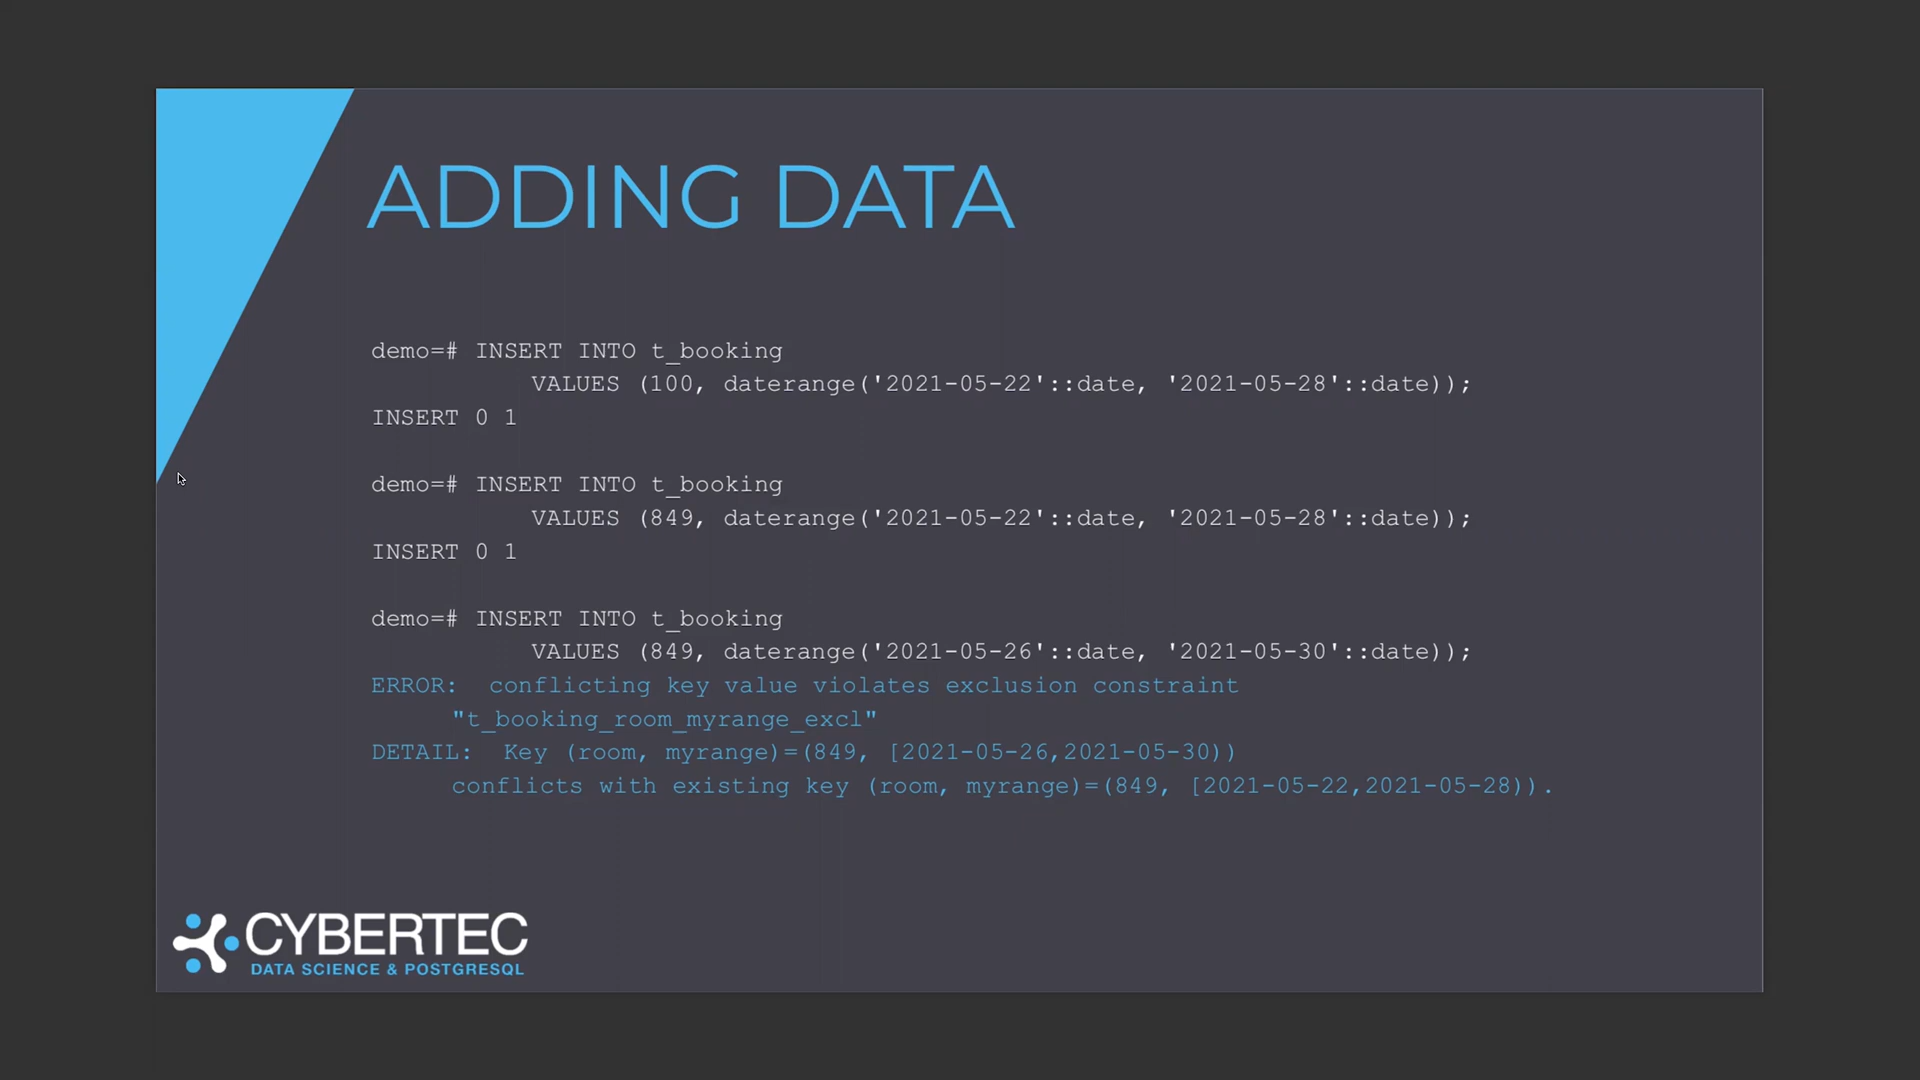 ADDING DATA
demo=# INSERT INTO t_booking
VALUES (100, daterange('2021-05-22'::date, '2021-05-28'::date));
INSERT 0 1
demo=# INSERT INTO t_booking
VALUES (849, daterange('2021-05-22'::date, '2021-05-28'::date));
INSERT 0 1
demo=# INSERT INTO t_booking
VALUES (849, daterange('2021-05-26'::date, '2021-05-30'::date));
ERROR:  conflicting key value violates exclusion constraint
"t_booking_room_myrange_excl"
DETAIL:  Key (room, myrange)=(849, [2021-05-26,2021-05-30))
conflicts with existing key (room, myrange)=(849, [2021-05-22,2021-05-28)).
CYBERTEC
DATA SCIENCE & POSTGRESQL